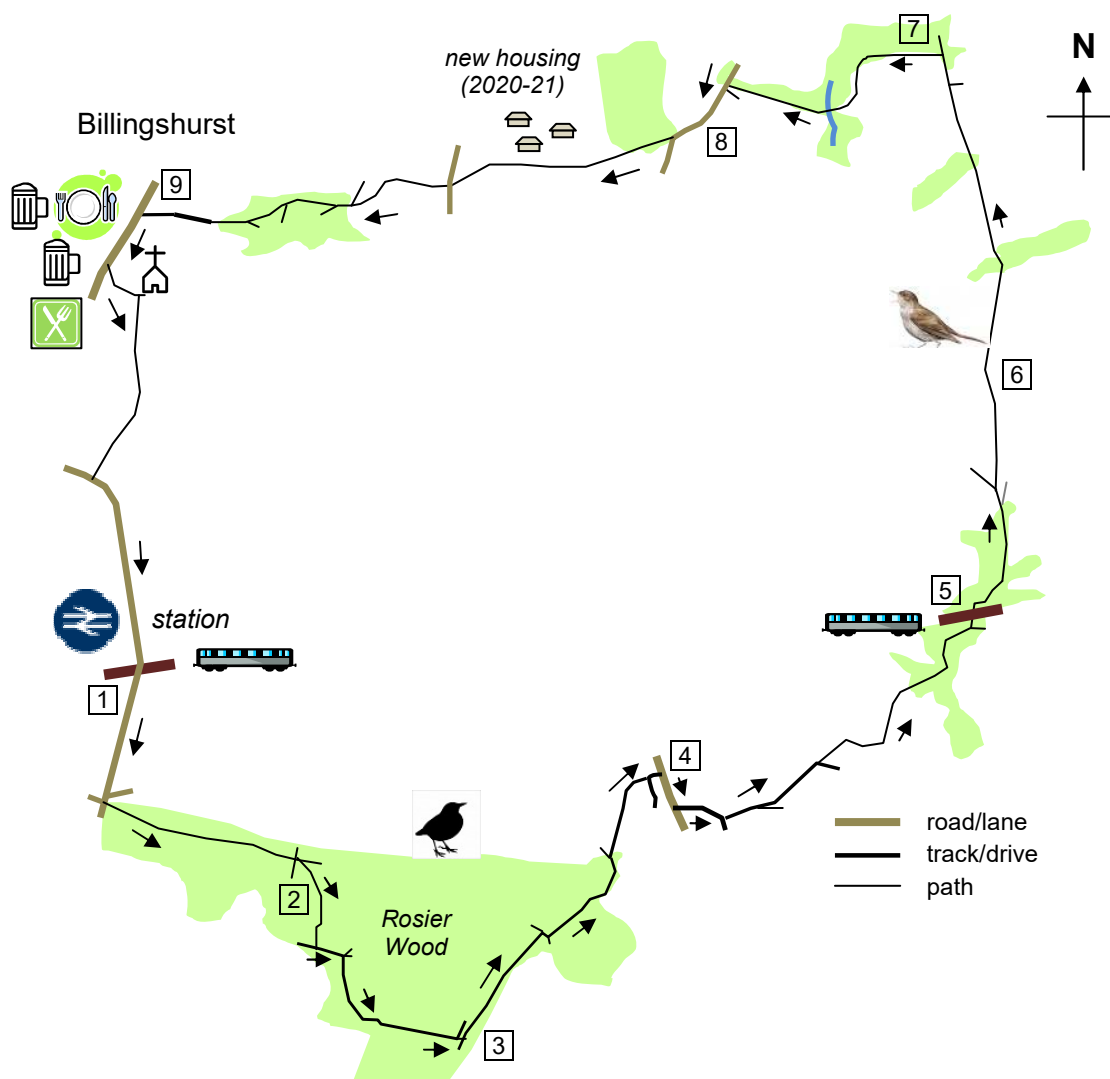 7
N
new housing
(2020-21)
8
Billingshurst
9
6
5
station
1
4
road/lane
track/drive
path
2
Rosier
Wood
3